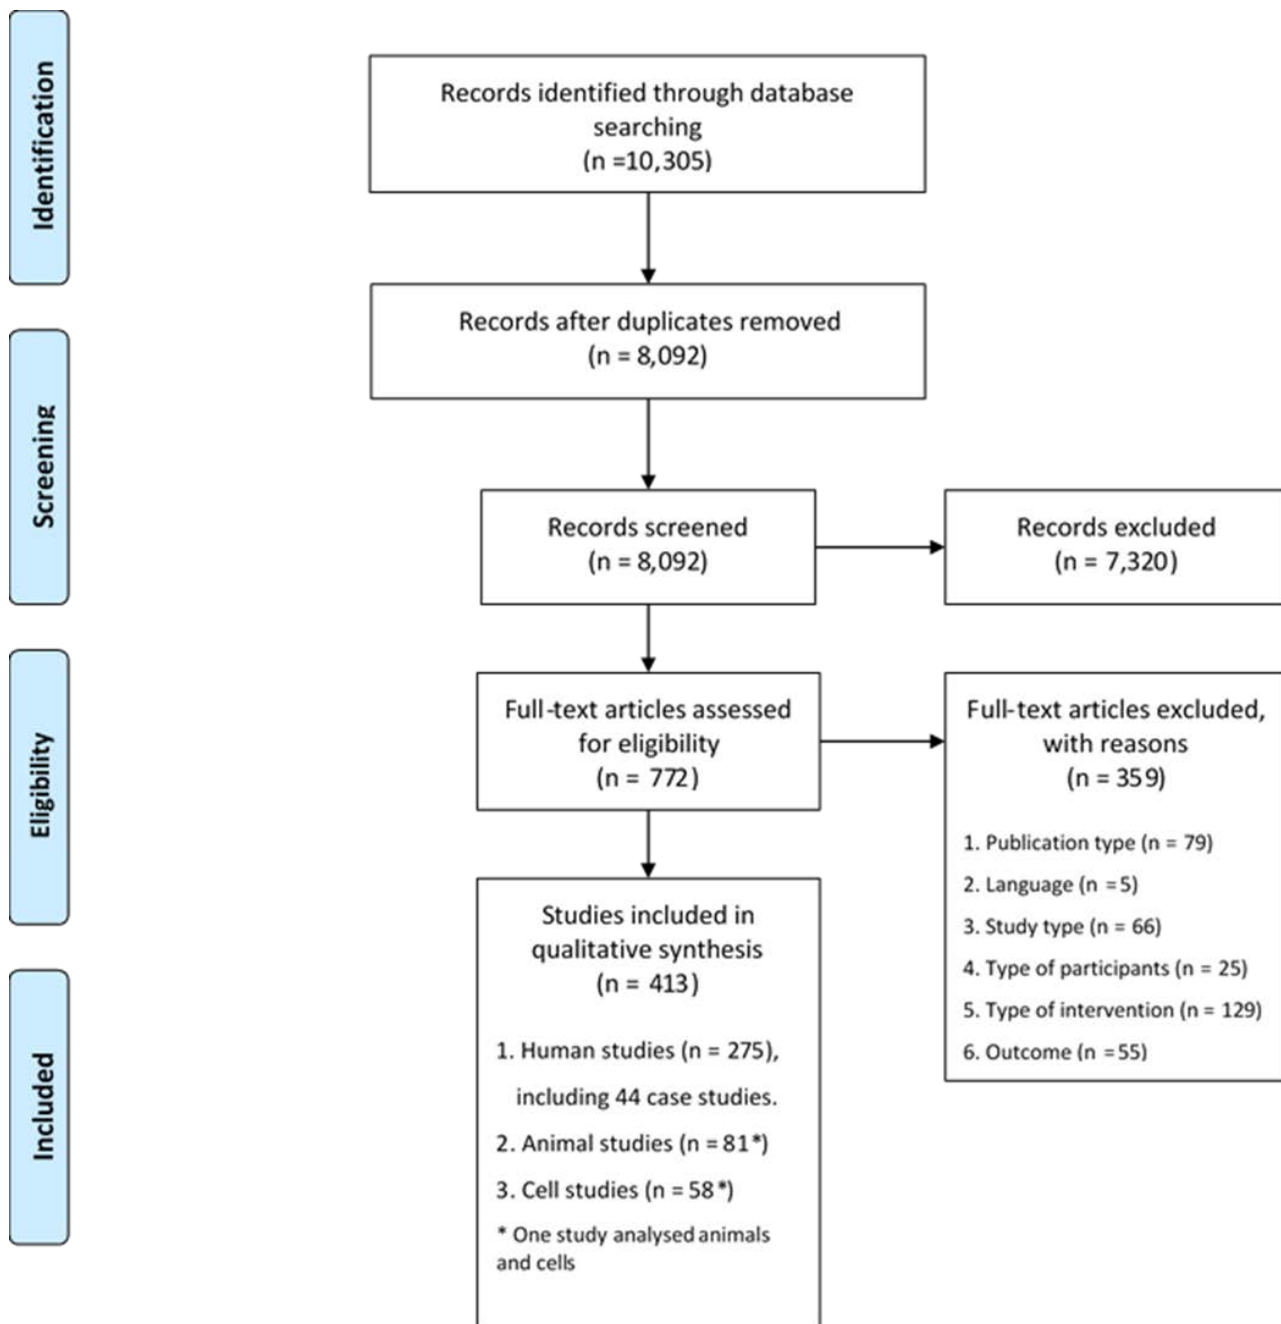 Identification
Records identified through database
searching
(n =10,305)
Records after duplicates removed
(n = 8,092)
Screening
Records screened
(n = 8,092)
Records excluded
(n = 7,320)
Eligibility
Full-text articles assessed
for eligibility
(n = 772)
Full-text articles excluded,
with reasons
(n = 359)
1. Publication type (n = 79)
2. Language (n =5)
3. Study type (n = 66)
4. Type of participants (n = 25)
5. Type of intervention (n = 129)
6. Outcome (n =55)
Included
Studies included in
qualitative synthesis
(n = 413)
1. Human studies (n = 275),
including 44 case studies.
2. Animal studies (n =81*)
3. Cell studies (n =58*)
* One study analysed animals
and cells